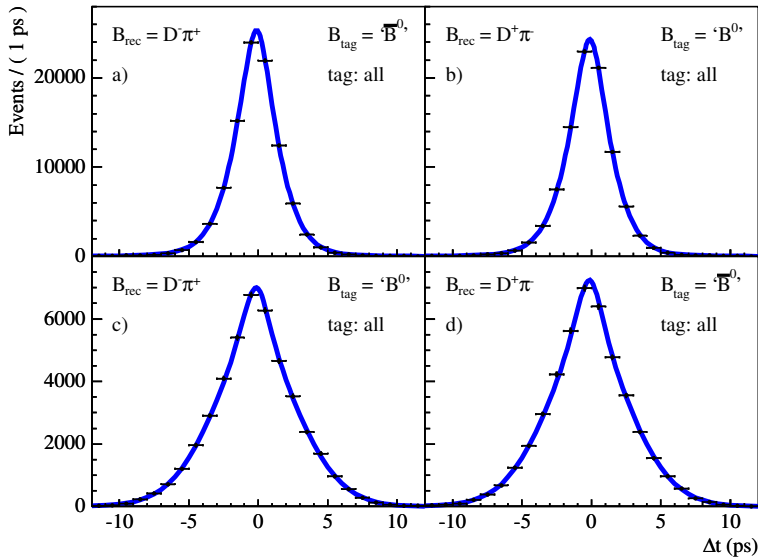 Events / ( 1 ps )
B_rec = D⁻π⁺ B_tag = ‘B̅⁰’
a) tag: all
B_rec = D⁺π⁻ B_tag = ‘B⁰’
b) tag: all
20000
10000
0
B_rec = D⁻π⁺ B_tag = ‘B⁰’
c) tag: all
B_rec = D⁺π⁻ B_tag = ‘B̅⁰’
d) tag: all
6000
4000
2000
0
-10 -5 0 5 10 -10 -5 0 5 10
Δt (ps)